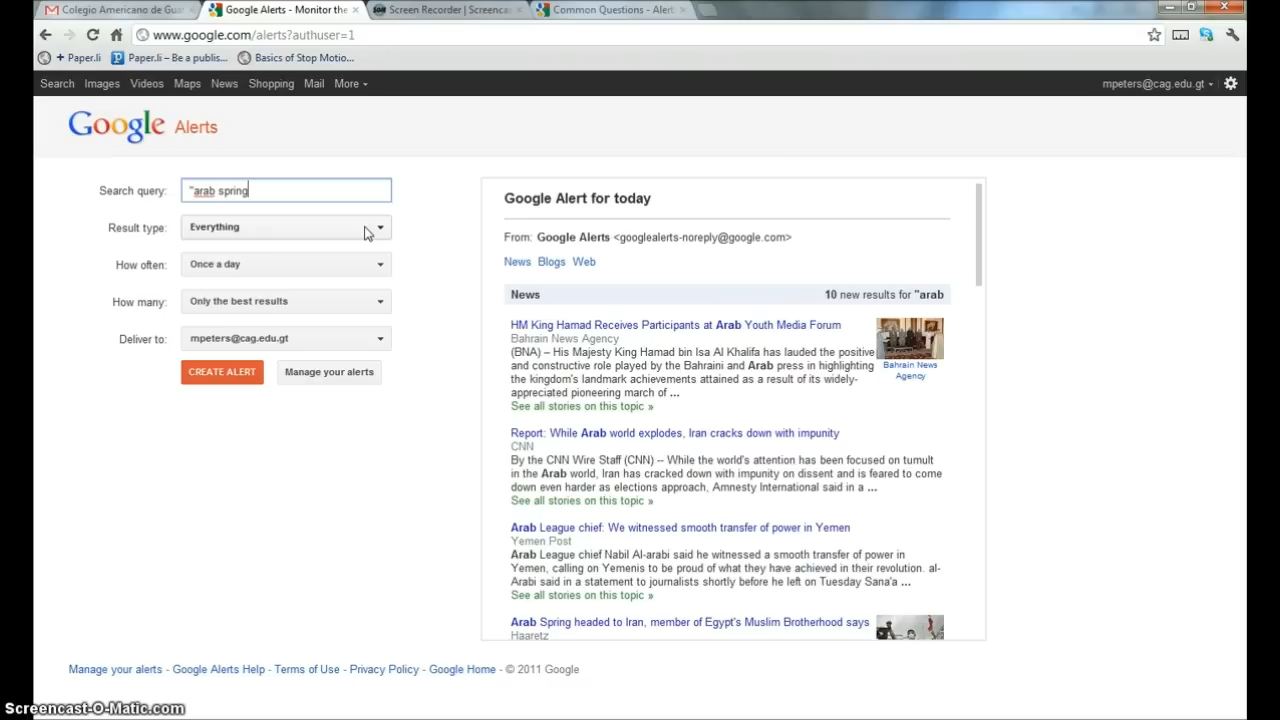 Colegio Americano de Gua
Google Alerts - Monitor the
Screen Recorder | Screencas
Common Questions - Alert
www.google.com/alerts?authuser=1
+ Paper.li
Paper.li – Be a publis...
Basics of Stop Motio...
Search Images Videos Maps News Shopping Mail More
mpeters@cag.edu.gt
Google Alerts
Search query: "arab spring
Result type: Everything
How often: Once a day
How many: Only the best results
Deliver to: mpeters@cag.edu.gt
CREATE ALERT Manage your alerts
Google Alert for today
From: Google Alerts <googlealerts-noreply@google.com>
News Blogs Web
News 10 new results for "arab
HM King Hamad Receives Participants at Arab Youth Media Forum
Bahrain News Agency
(BNA) – His Majesty King Hamad bin Isa Al Khalifa has lauded the positive
and constructive role played by the Bahraini and Arab press in highlighting
the kingdom's landmark achievements attained as a result of its widely-
appreciated pioneering march of ...
See all stories on this topic »
Bahrain News
Agency
Report: While Arab world explodes, Iran cracks down with impunity
CNN
By the CNN Wire Staff (CNN) -- While the world's attention has been focused on tumult
in the Arab world, Iran has cracked down with impunity on dissent and is feared to come
down even harder as elections approach, Amnesty International said in a ...
See all stories on this topic »
Arab League chief: We witnessed smooth transfer of power in Yemen
Yemen Post
Arab League chief Nabil Al-arabi said he witnessed a smooth transfer of power in
Yemen, calling on Yemenis to be proud of what they have achieved in their revolution. al-
Arabi said in a statement to journalists shortly before he left on Tuesday Sana'a ...
See all stories on this topic »
Arab Spring headed to Iran, member of Egypt's Muslim Brotherhood says
Haaretz
Manage your alerts - Google Alerts Help - Terms of Use - Privacy Policy - Google Home - © 2011 Google
Screencast-O-Matic.com